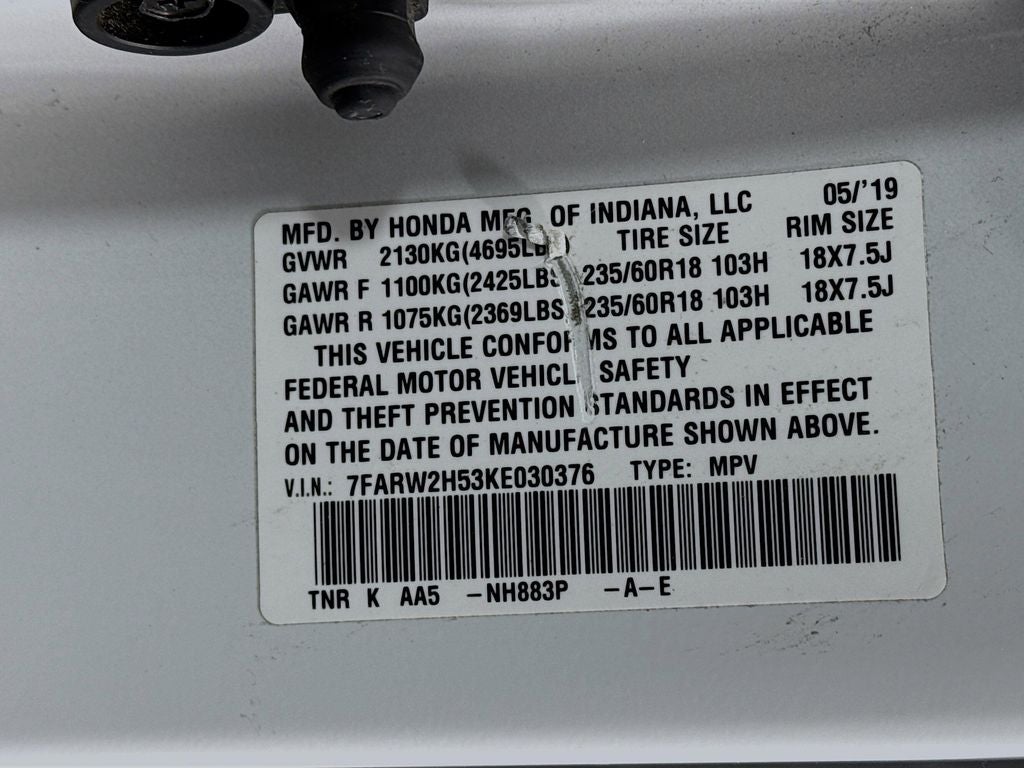 MFD. BY HONDA MFG. OF INDIANA, LLC 05/'19
GVWR 2130KG(4695LB) TIRE SIZE RIM SIZE
GAWR F 1100KG(2425LBS 235/60R18 103H 18X7.5J
GAWR R 1075KG(2369LBS 235/60R18 103H 18X7.5J
THIS VEHICLE CONFORMS TO ALL APPLICABLE
FEDERAL MOTOR VEHICLE SAFETY
AND THEFT PREVENTION STANDARDS IN EFFECT
ON THE DATE OF MANUFACTURE SHOWN ABOVE.
V.I.N.: 7FARW2H53KE030376 TYPE: MPV
TNR K AA5 -NH883P -A-E